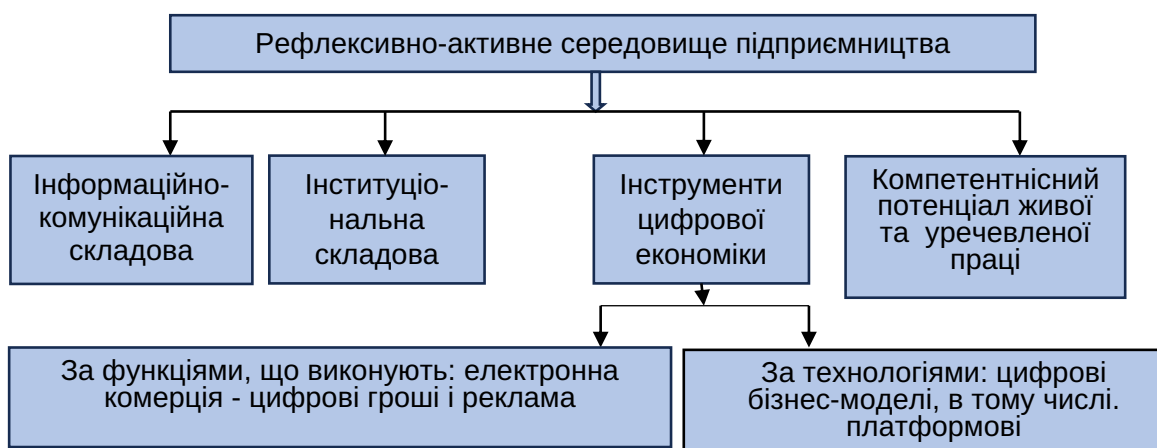 Рефлексивно-активне середовище підприємництва
Інформаційно-
комунікаційна
складова
Інституціо-
нальна
складова
Інструменти
цифрової
економіки
Компетентнісний
потенціал живої
та уречевленої
праці
За функціями, що виконують: електронна
комерція - цифрові гроші і реклама
За технологіями: цифрові
бізнес-моделі, в тому числі.
платформові